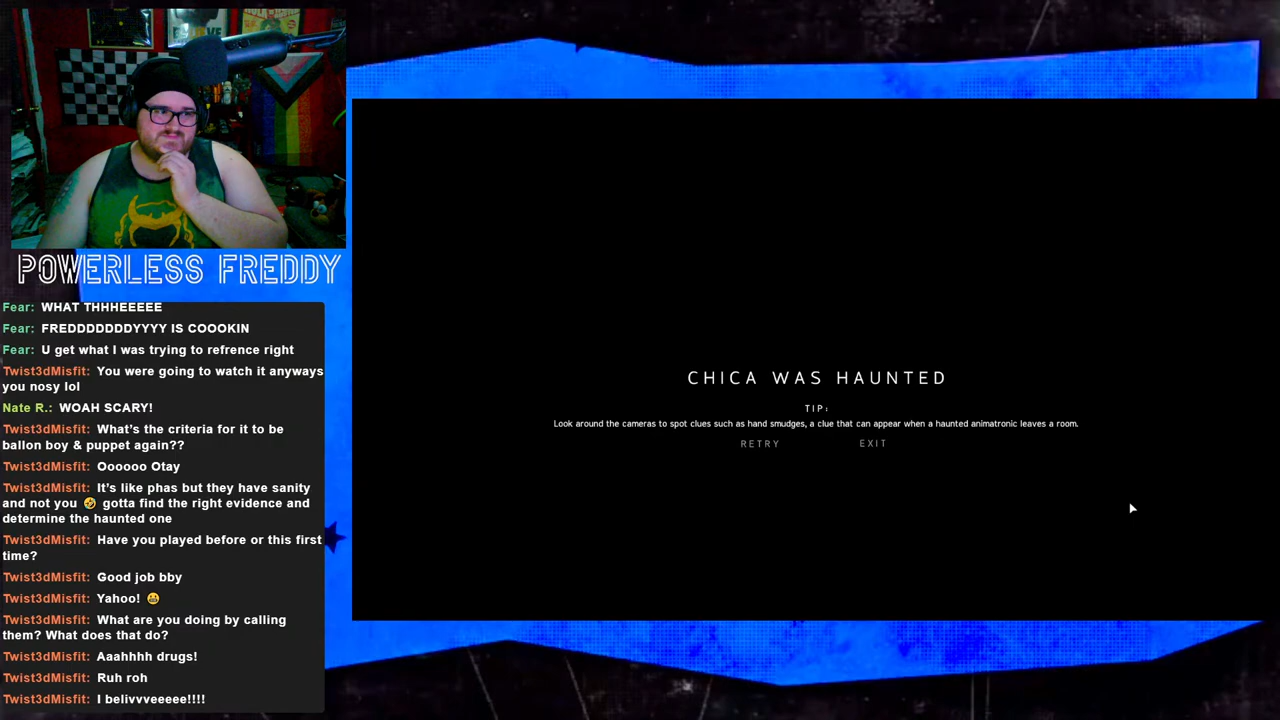 POWERLESS FREDDY
Fear: WHAT THHHEEEEE
Fear: FREDDDDDDDYYYY IS COOOKIN
Fear: U get what I was trying to refrence right
Twist3dMisfit: You were going to watch it anyways
you nosy lol
Nate R.: WOAH SCARY!
Twist3dMisfit: What's the criteria for it to be
ballon boy & puppet again??
Twist3dMisfit: Oooooo Otay
Twist3dMisfit: It's like phas but they have sanity
and not you 🤣 gotta find the right evidence and
determine the haunted one
Twist3dMisfit: Have you played before or this first
time?
Twist3dMisfit: Good job bby
Twist3dMisfit: Yahoo! 😀
Twist3dMisfit: What are you doing by calling
them? What does that do?
Twist3dMisfit: Aaahhhh drugs!
Twist3dMisfit: Ruh roh
Twist3dMisfit: I belivvveeeee!!!!
CHICA WAS HAUNTED
TIP:
Look around the cameras to spot clues such as hand smudges, a clue that can appear when a haunted animatronic leaves a room.
RETRY EXIT